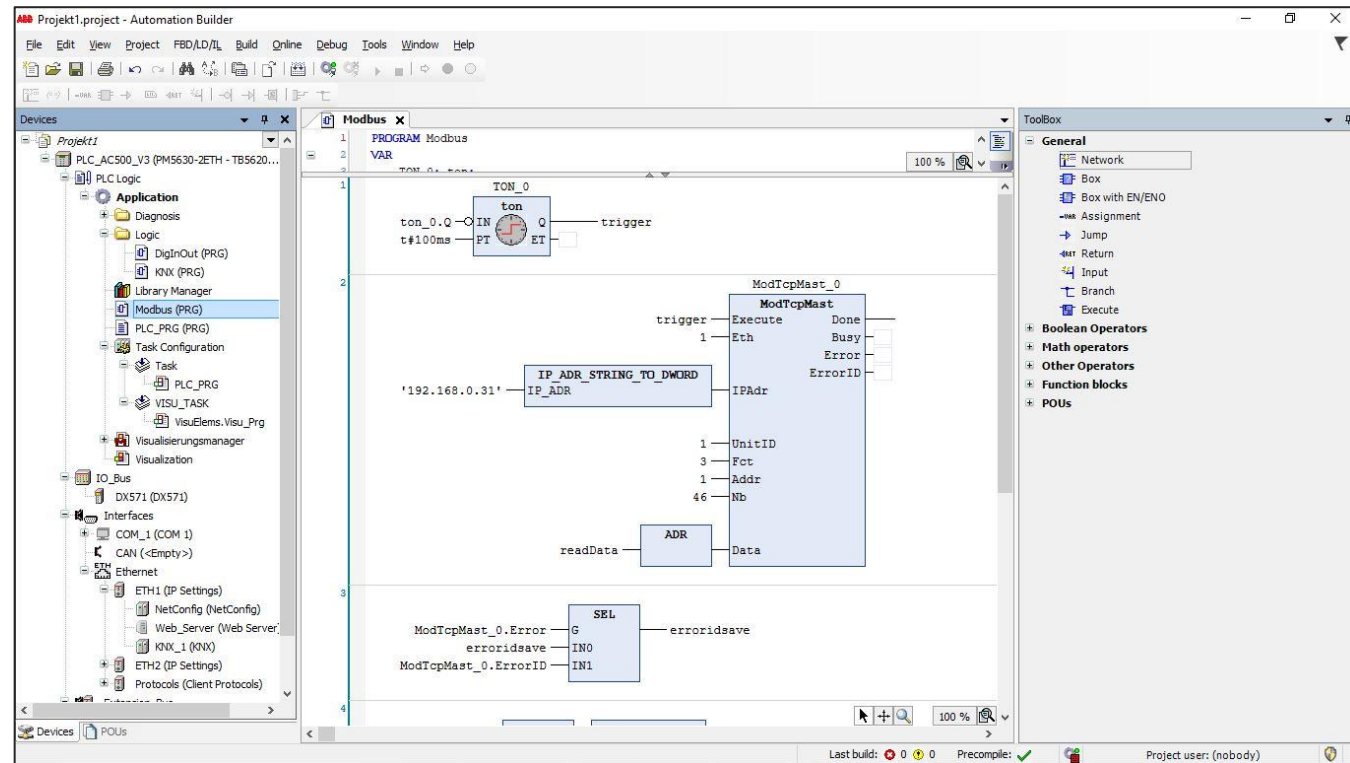 ABB Projekt1.project - Automation Builder
File Edit View Project FBD/LD/IL Build Online Debug Tools Window Help
Devices
Projekt1
PLC_AC500_V3 (PM5630-2ETH - TB5620...
PLC Logic
Application
Diagnosis
Logic
DigInOut (PRG)
KNX (PRG)
Library Manager
Modbus (PRG)
PLC_PRG (PRG)
Task Configuration
Task
PLC_PRG
VISU_TASK
VisuElems.Visu_Prg
Visualisierungsmanager
Visualization
IO_Bus
DX571 (DX571)
Interfaces
COM_1 (COM 1)
CAN (<Empty>)
ETH Ethernet
ETH1 (IP Settings)
NetConfig (NetConfig)
Web_Server (Web Server)
KNX_1 (KNX)
ETH2 (IP Settings)
Protocols (Client Protocols)
Devices POUs
Modbus
1 PROGRAM Modbus
2 VAR
100 %
1
TON_0
ton
ton_0.Q IN Q trigger
t#100ms PT ET
2
ModTcpMast_0
ModTcpMast
trigger Execute Done
1 Eth Busy
Error
ErrorID
IP_ADR_STRING_TO_DWORD
'192.168.0.31' IP_ADR IPAdr
1 UnitID
3 Fct
1 Addr
46 Nb
ADR
readData Data
3
SEL
ModTcpMast_0.Error G erroridsave
erroridsave IN0
ModTcpMast_0.ErrorID IN1
4
100 %
ToolBox
General
Network
Box
Box with EN/ENO
Assignment
Jump
Return
Input
Branch
Execute
Boolean Operators
Math operators
Other Operators
Function blocks
POUs
Last build: 0 0 Precompile: Project user: (nobody)